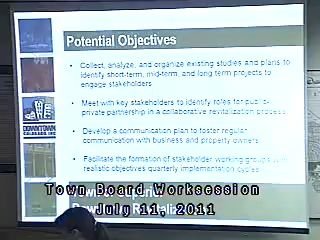 Potential Objectives
• Collect, analyze, and organize existing studies and plans to
identify short-term, mid-term, and long term projects to
engage stakeholders
• Meet with key stakeholders to identify roles for public-
private partnership in a collaborative revitalization process
• Develop a communication plan to foster regular
communication with business and property owners
• Facilitate the formation of stakeholder working groups with
realistic objectives quarterly implementation cycles
DOWNTOWN
COLORADO, INC.
Town Board Worksession
July 11, 2011